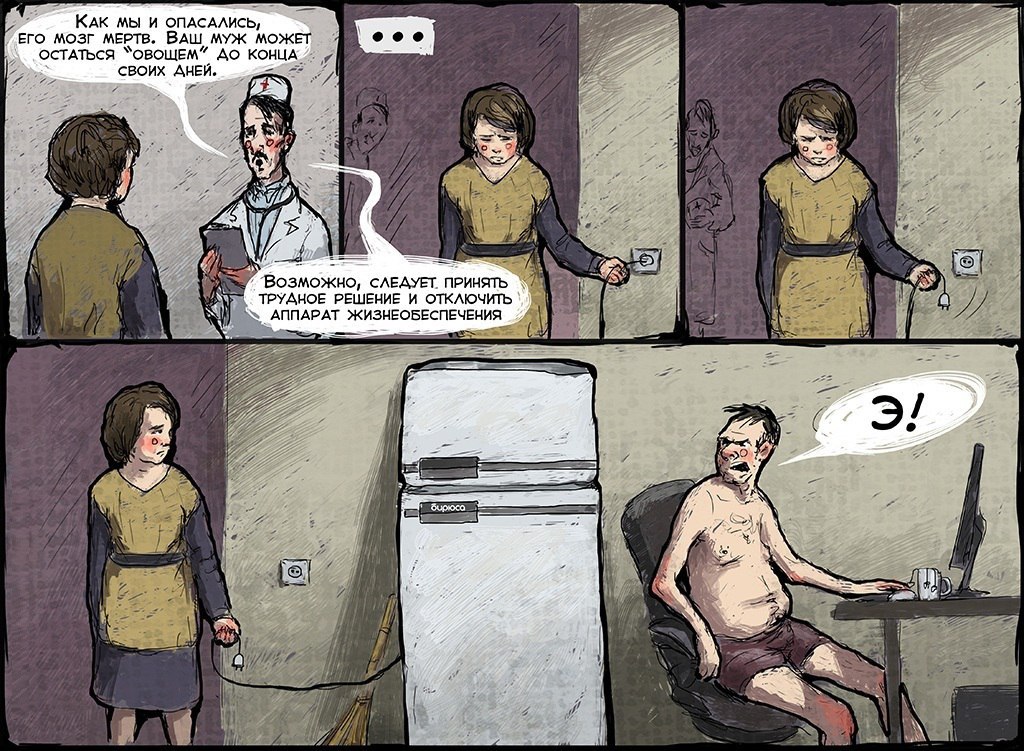 Как мы и опасались,
его мозг мертв. Ваш муж может
остаться "овощем" до конца
своих дней.
Возможно, следует принять
трудное решение и отключить
аппарат жизнеобеспечения
...
бирюса
Э!